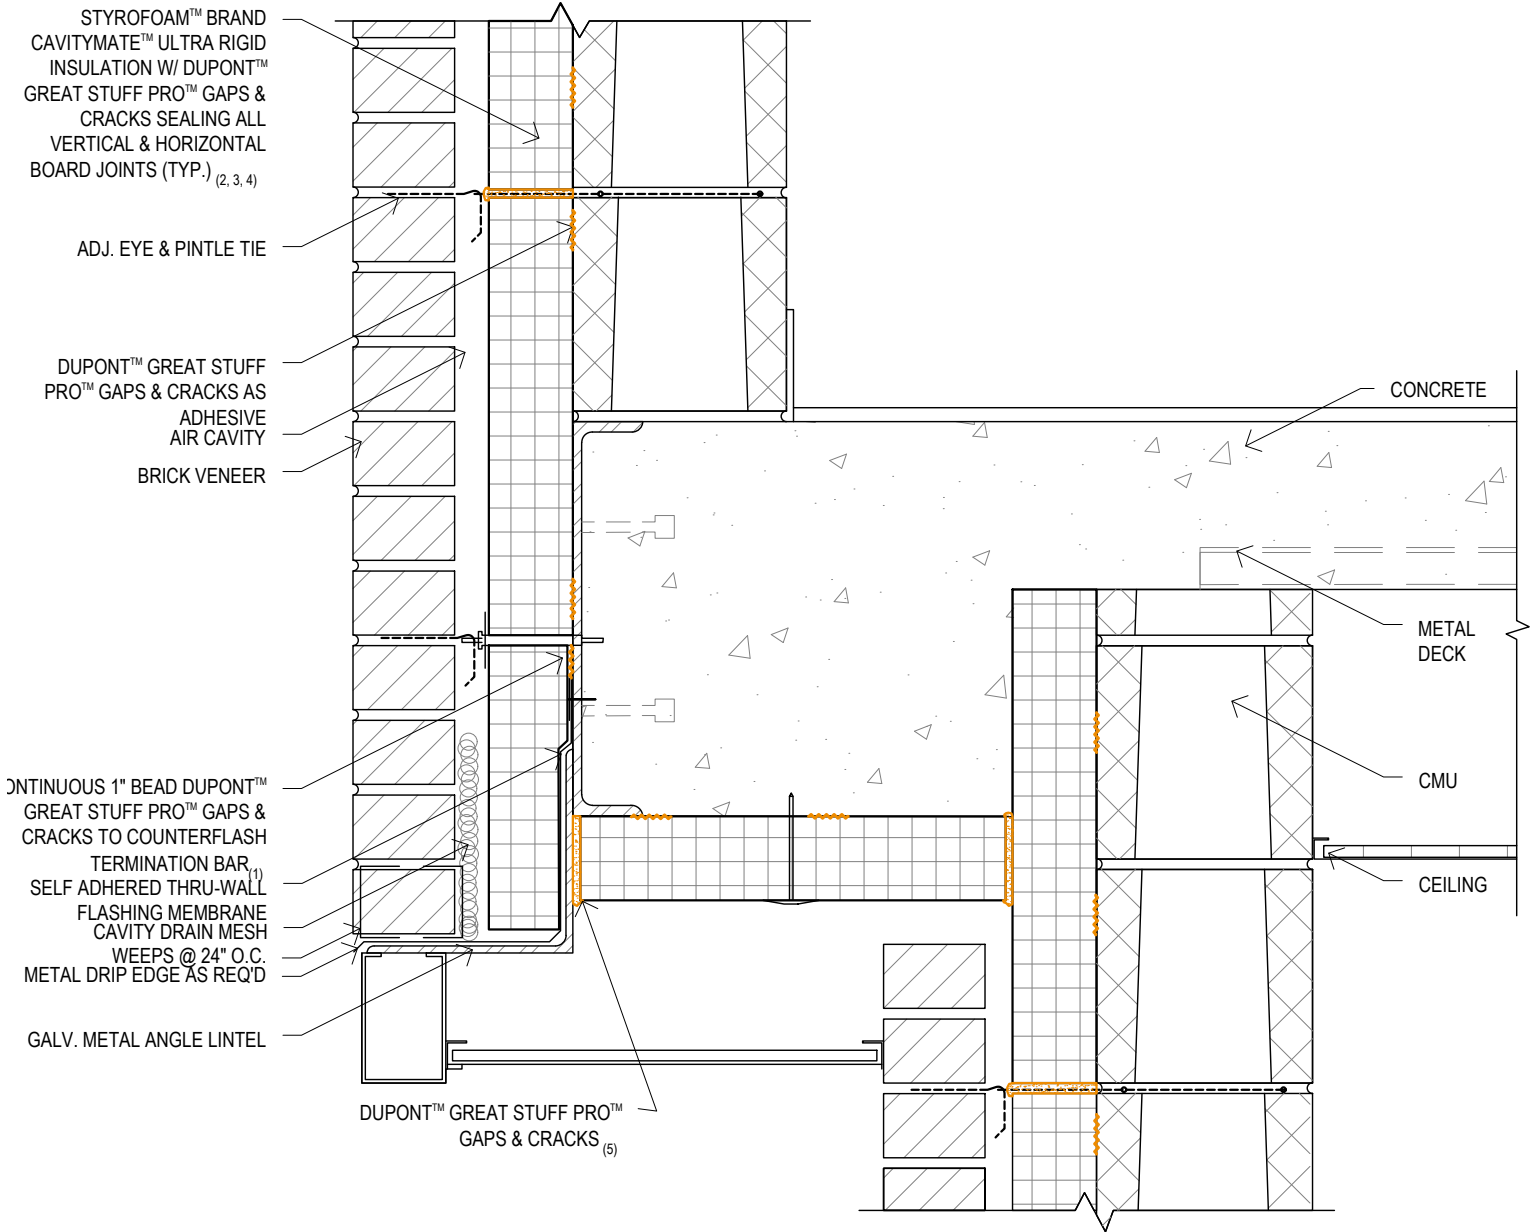 STYROFOAM™ BRAND
CAVITYMATE™ ULTRA RIGID
INSULATION W/ DUPONT™
GREAT STUFF PRO™ GAPS &
CRACKS SEALING ALL
VERTICAL & HORIZONTAL
BOARD JOINTS (TYP.) (2, 3, 4)
ADJ. EYE & PINTLE TIE
DUPONT™ GREAT STUFF
PRO™ GAPS & CRACKS AS
ADHESIVE
AIR CAVITY
BRICK VENEER
ONTINUOUS 1" BEAD DUPONT™
GREAT STUFF PRO™ GAPS &
CRACKS TO COUNTERFLASH
TERMINATION BAR (1)
SELF ADHERED THRU-WALL
FLASHING MEMBRANE
CAVITY DRAIN MESH
WEEPS @ 24" O.C.
METAL DRIP EDGE AS REQ'D
GALV. METAL ANGLE LINTEL
DUPONT™ GREAT STUFF PRO™
GAPS & CRACKS (5)
CONCRETE
METAL
DECK
CMU
CEILING